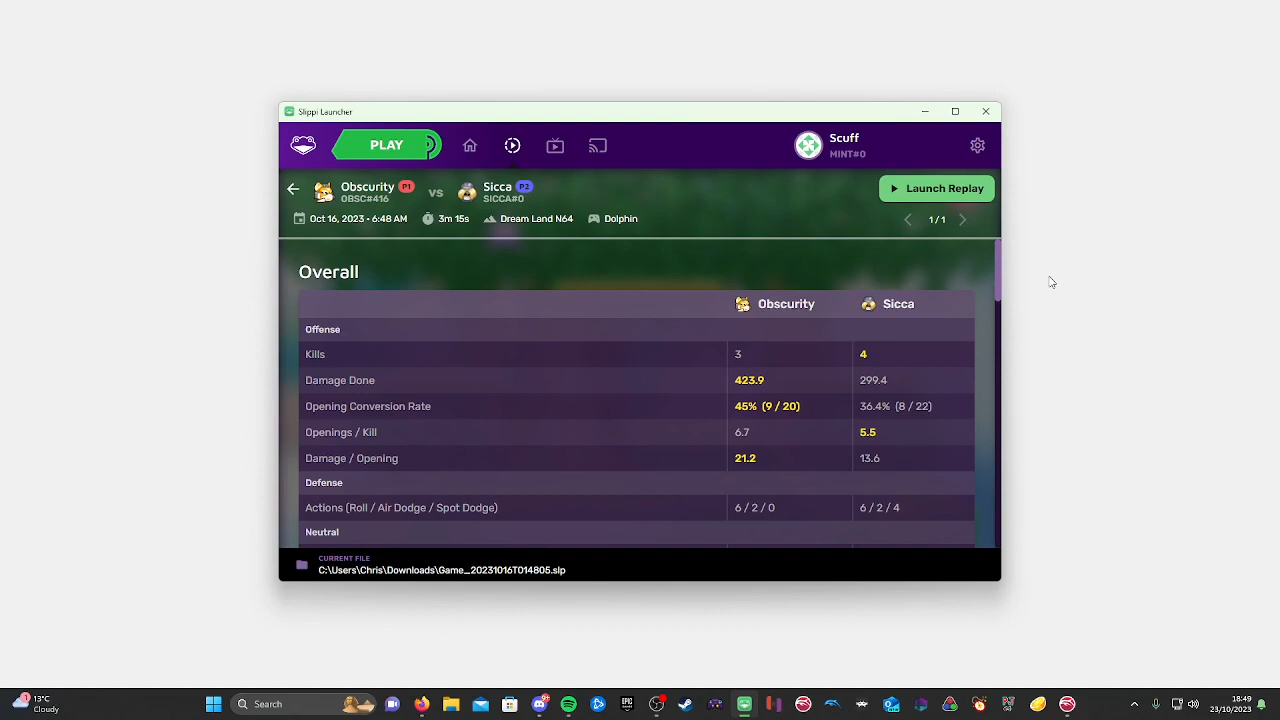 Slippi Launcher
PLAY
Scuff
MINT#0
Obscurity P1
OBSC#416
vs
Sicca P2
SICCA#0
Launch Replay
Oct 16, 2023 • 6:48 AM 3m 15s Dream Land N64 Dolphin
1 / 1
Overall
Obscurity Sicca
Offense
Kills 3 4
Damage Done 423.9 299.4
Opening Conversion Rate 45% (9 / 20) 36.4% (8 / 22)
Openings / Kill 6.7 5.5
Damage / Opening 21.2 13.6
Defense
Actions (Roll / Air Dodge / Spot Dodge) 6 / 2 / 0 6 / 2 / 4
Neutral
CURRENT FILE
C:\Users\Chris\Downloads\Game_20231016T014805.slp
1
13°C
Cloudy
Search
EPIC
18:49
23/10/2023